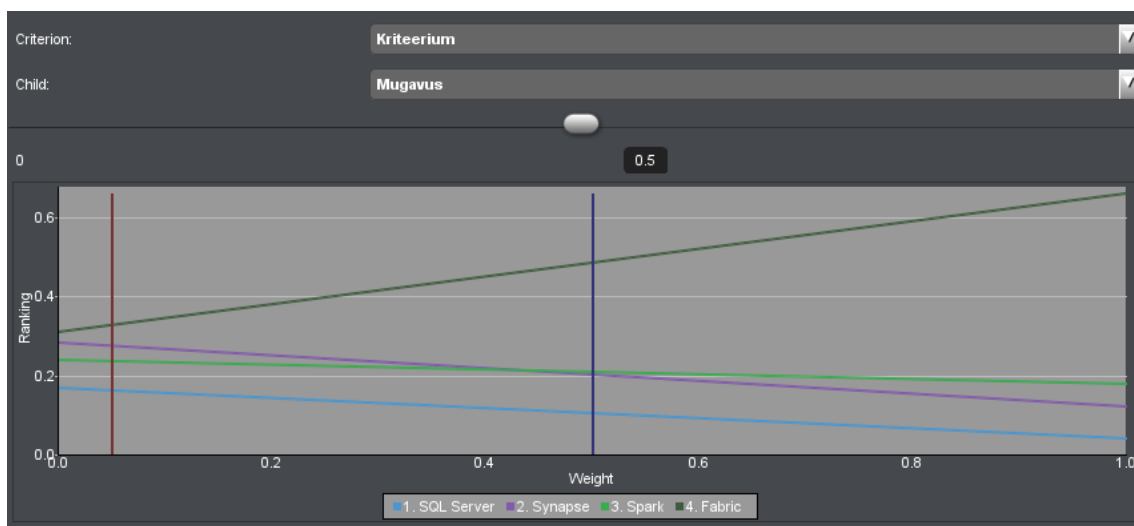 Criterion: Kriteerium
Child: Mugavus
0 0.5
0.6
0.4
0.2
0.0
Ranking
0.0 0.2 0.4 0.6 0.8 1.0
Weight
1. SQL Server 2. Synapse 3. Spark 4. Fabric